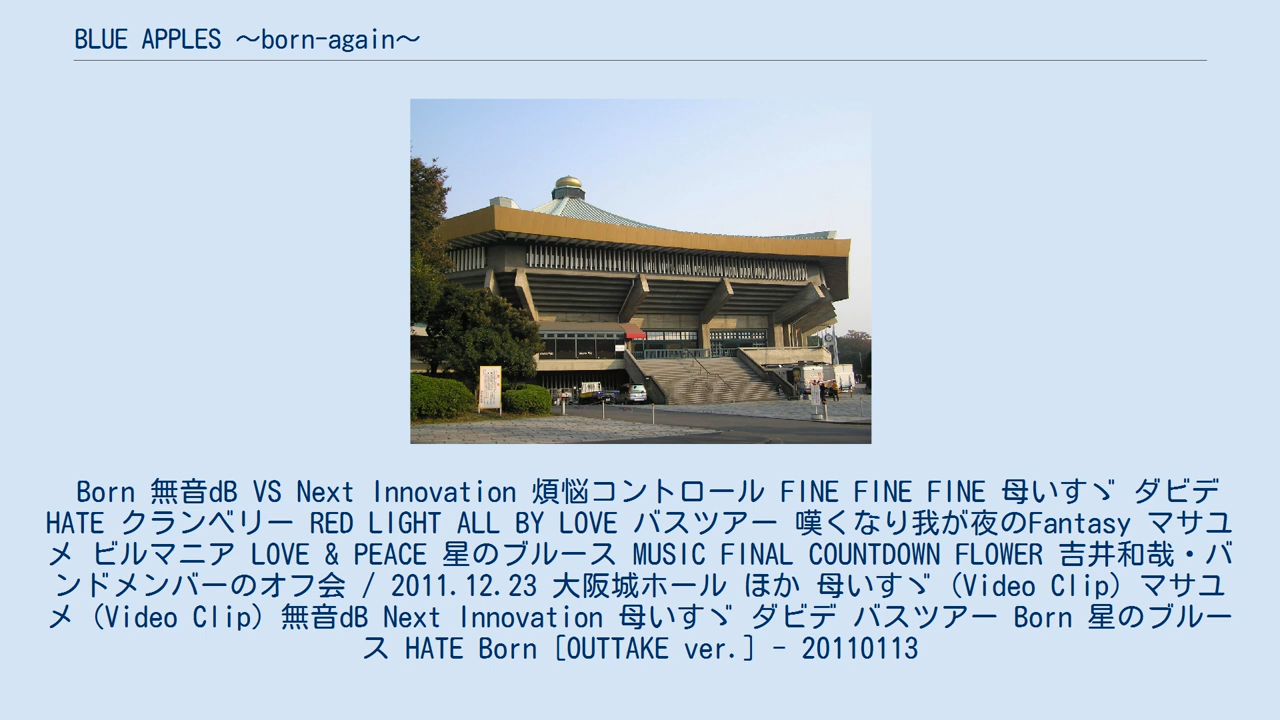 BLUE APPLES 〜born-again〜
Born 無音dB VS Next Innovation 煩悩コントロール FINE FINE FINE 母いすゞ ダビデ
HATE クランベリー RED LIGHT ALL BY LOVE バスツアー 嘆くなり我が夜のFantasy マサユ
メ ビルマニア LOVE & PEACE 星のブルース MUSIC FINAL COUNTDOWN FLOWER 吉井和哉・バ
ンドメンバーのオフ会 / 2011.12.23 大阪城ホール ほか 母いすゞ（Video Clip）マサユ
メ（Video Clip）無音dB Next Innovation 母いすゞ ダビデ バスツアー Born 星のブルー
ス HATE Born［OUTTAKE ver.］- 20110113